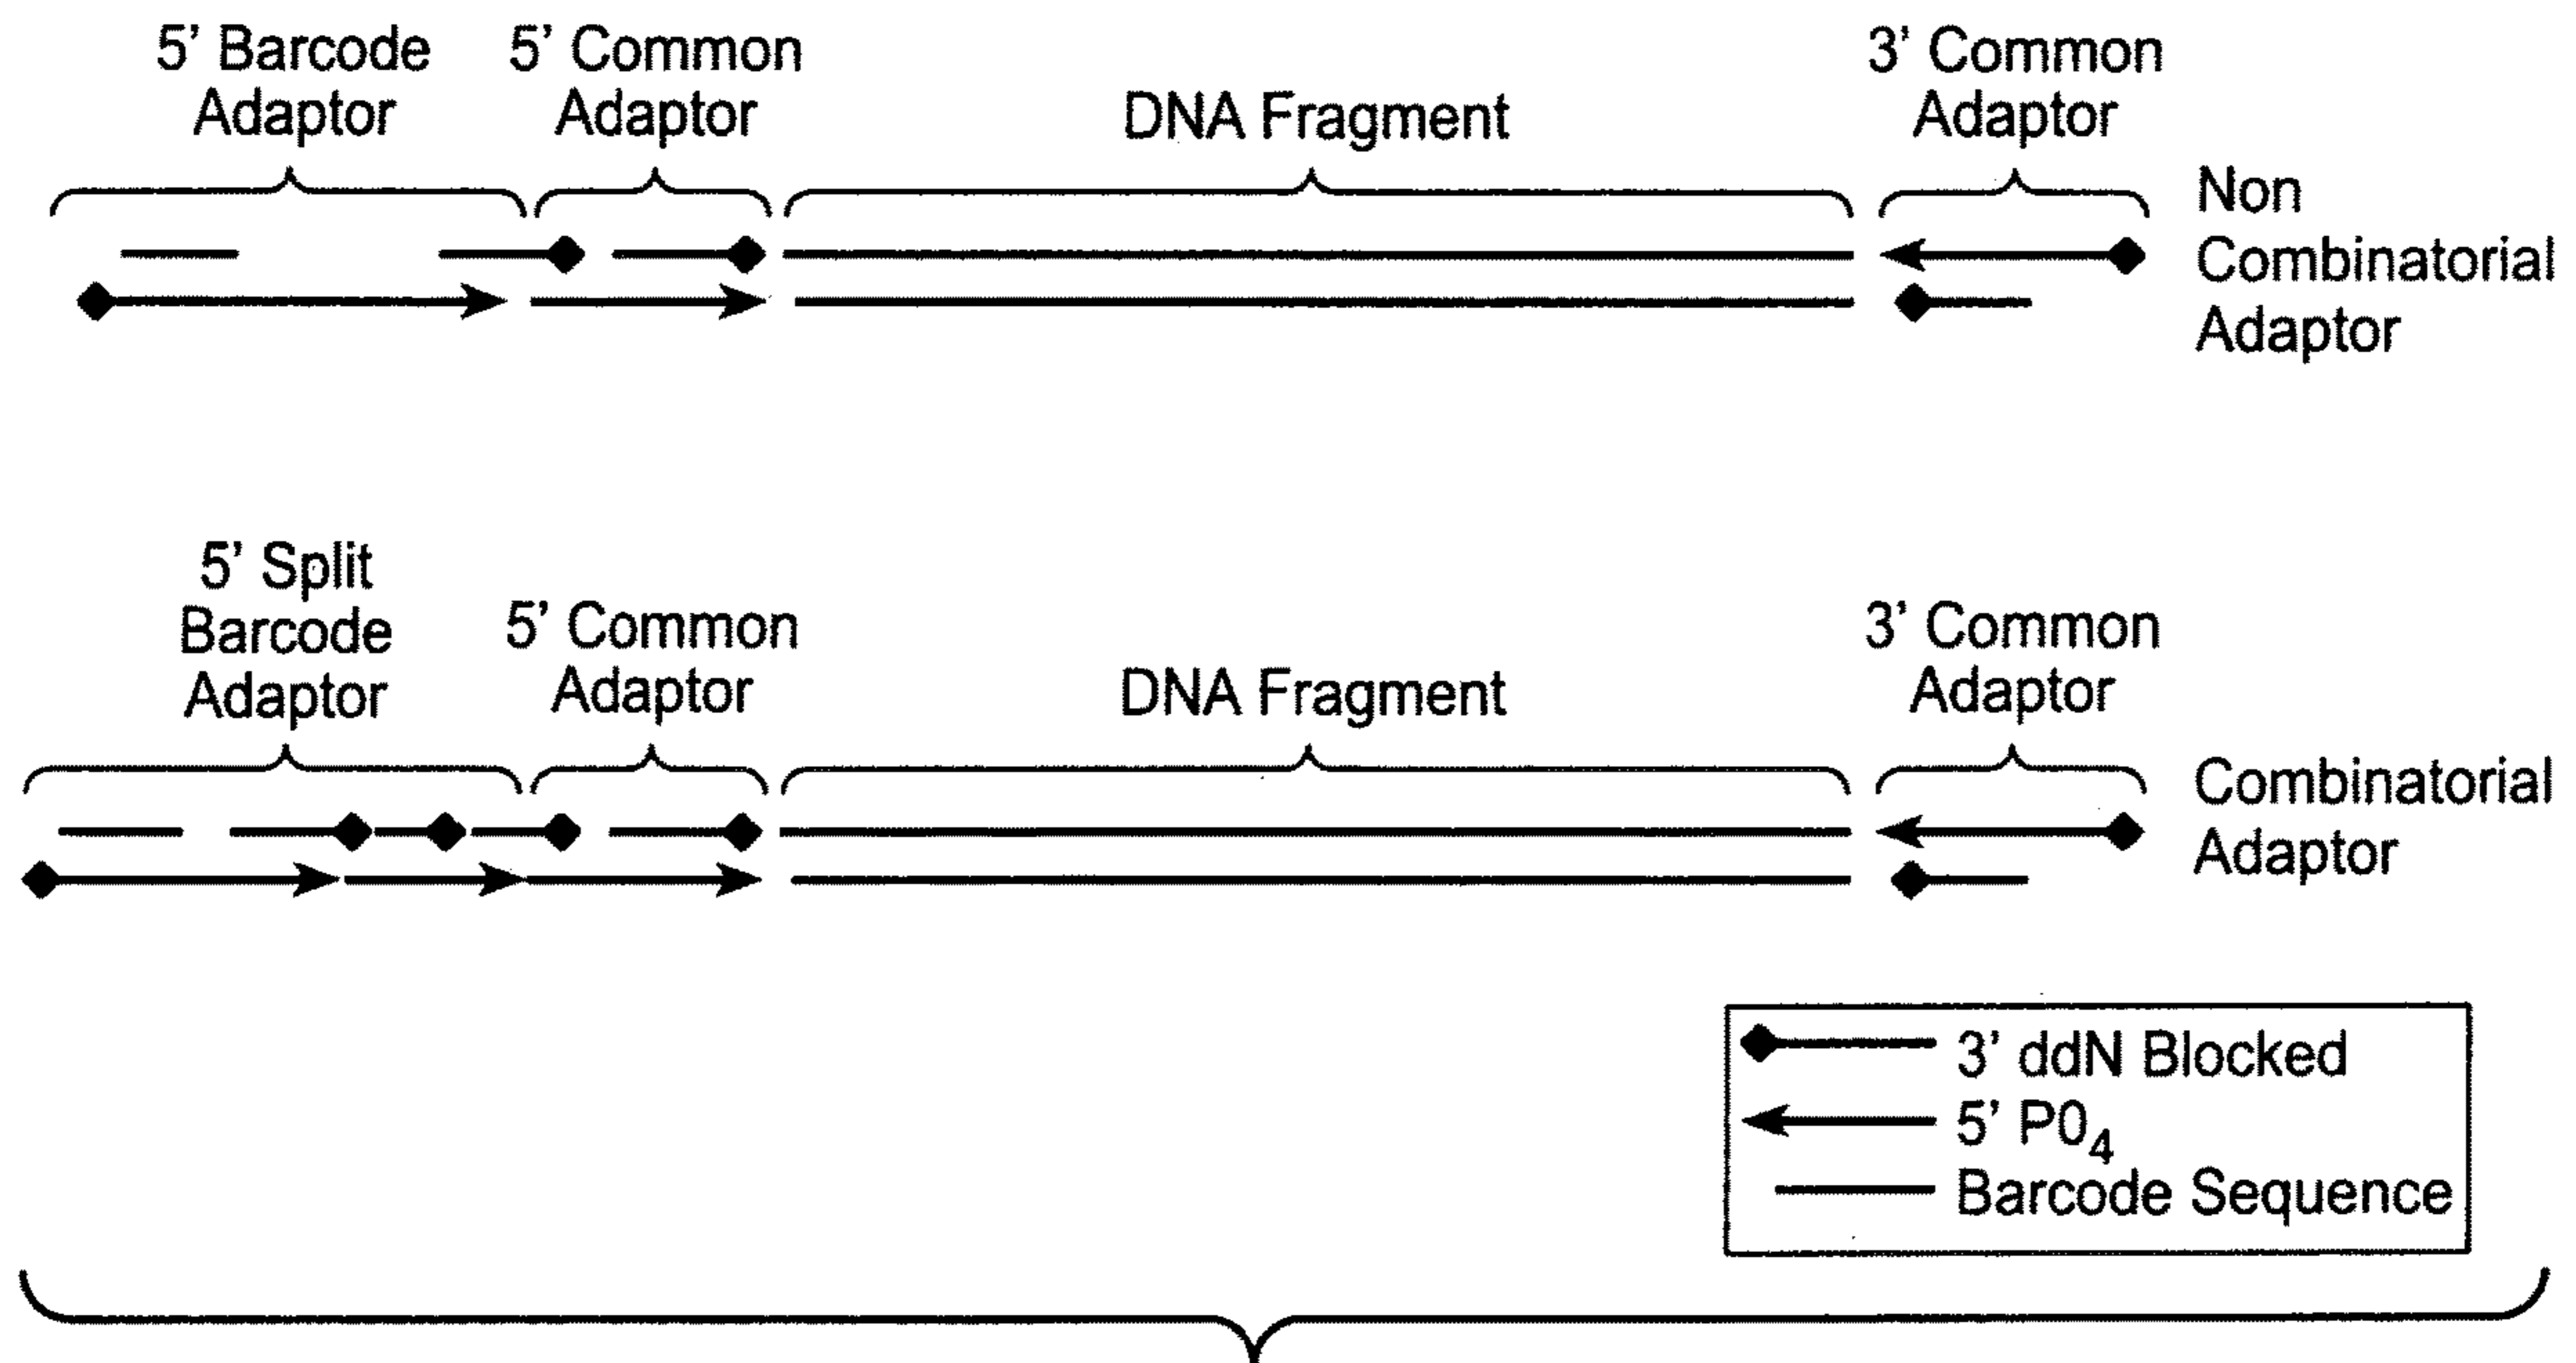 5' Barcode
Adaptor
5' Common
Adaptor
DNA Fragment
3' Common
Adaptor
Non
Combinatorial
Adaptor
5' Split
Barcode
Adaptor
5' Common
Adaptor
DNA Fragment
3' Common
Adaptor
Combinatorial
Adaptor
3' ddN Blocked
5' P0₄
Barcode Sequence